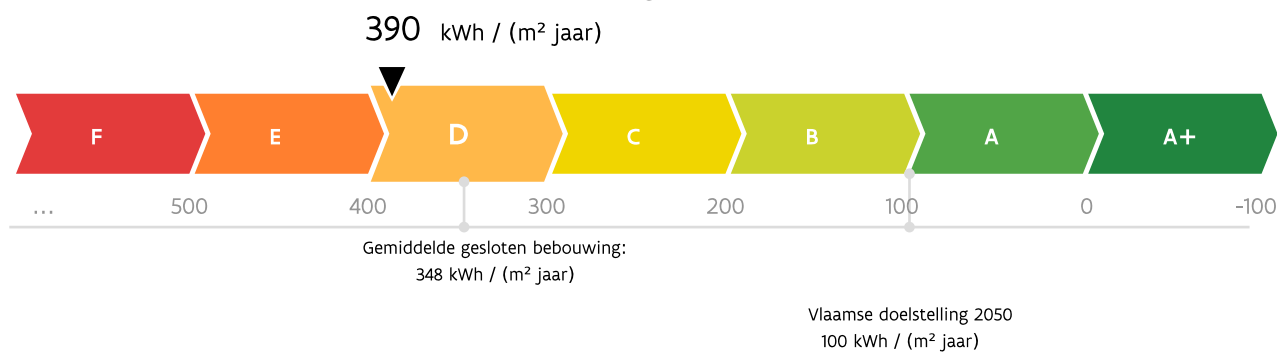 390 kWh / (m² jaar)
F E D C B A A+
... 500 400 300 200 100 0 -100
Gemiddelde gesloten bebouwing:
348 kWh / (m² jaar)
Vlaamse doelstelling 2050
100 kWh / (m² jaar)